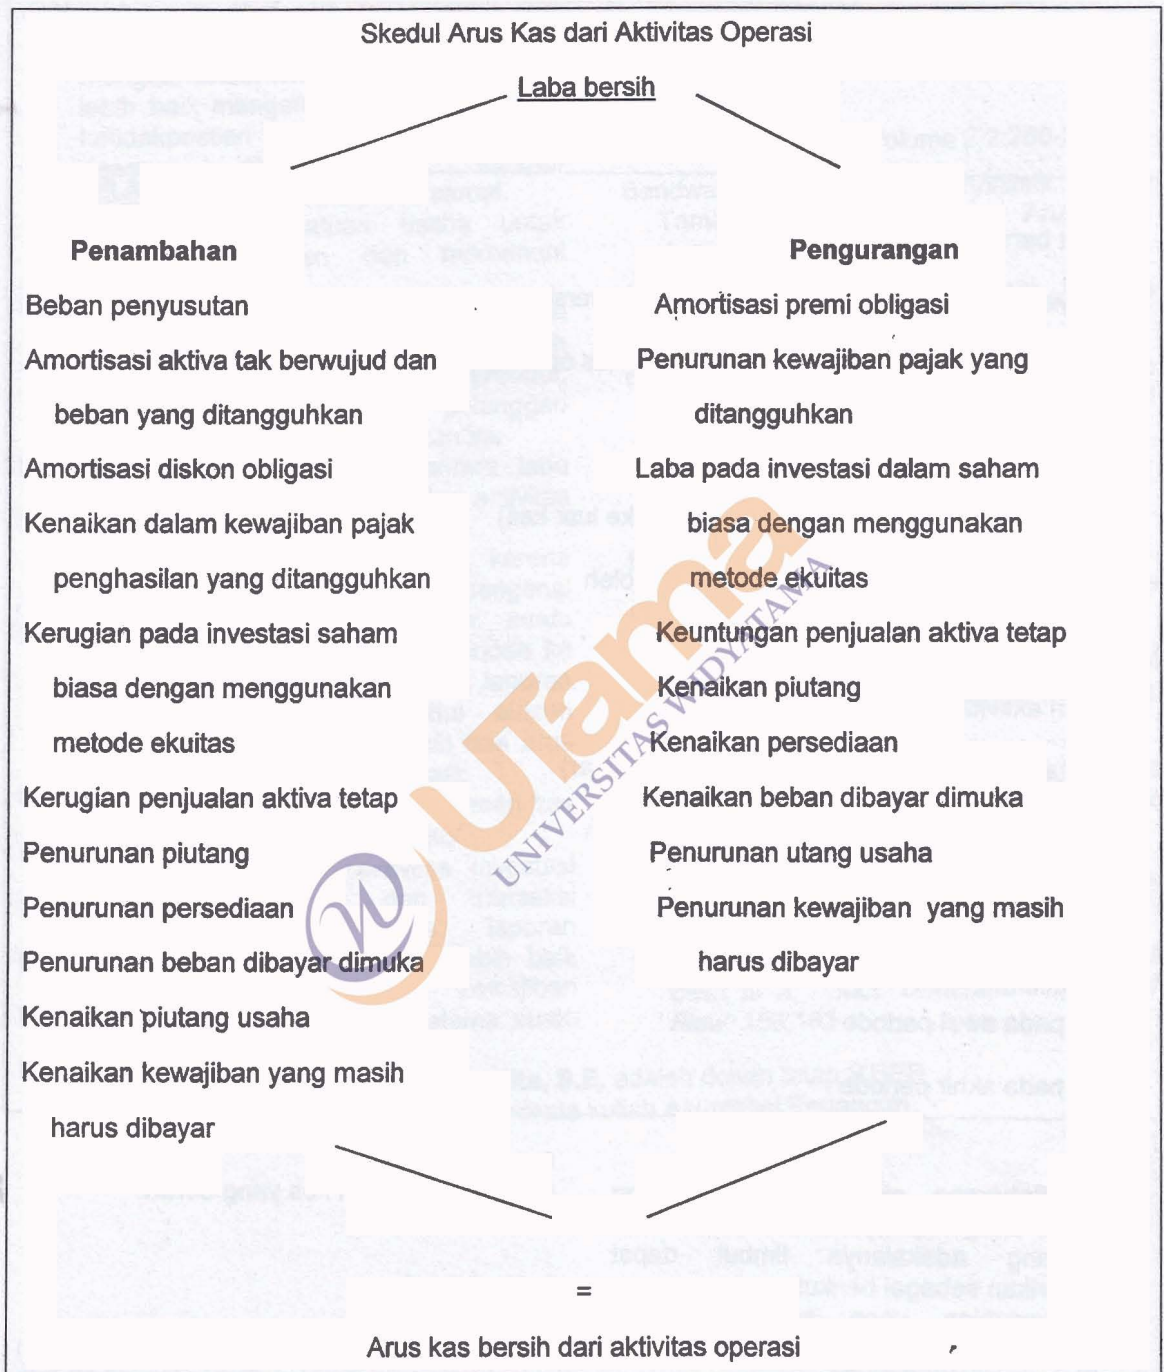 Skedul Arus Kas dari Aktivitas Operasi
Laba bersih
Penambahan
Beban penyusutan
Amortisasi aktiva tak berwujud dan
beban yang ditangguhkan
Amortisasi diskon obligasi
Kenaikan dalam kewajiban pajak
penghasilan yang ditangguhkan
Kerugian pada investasi saham
biasa dengan menggunakan
metode ekuitas
Kerugian penjualan aktiva tetap
Penurunan piutang
Penurunan persediaan
Penurunan beban dibayar dimuka
Kenaikan piutang usaha
Kenaikan kewajiban yang masih
harus dibayar
Pengurangan
Amortisasi premi obligasi
Penurunan kewajiban pajak yang
ditangguhkan
Laba pada investasi dalam saham
biasa dengan menggunakan
metode ekuitas
Keuntungan penjualan aktiva tetap
Kenaikan piutang
Kenaikan persediaan
Kenaikan beban dibayar dimuka
Penurunan utang usaha
Penurunan kewajiban yang masih
harus dibayar
=
Arus kas bersih dari aktivitas operasi
Utama
UNIVERSITAS WIDYATAMA